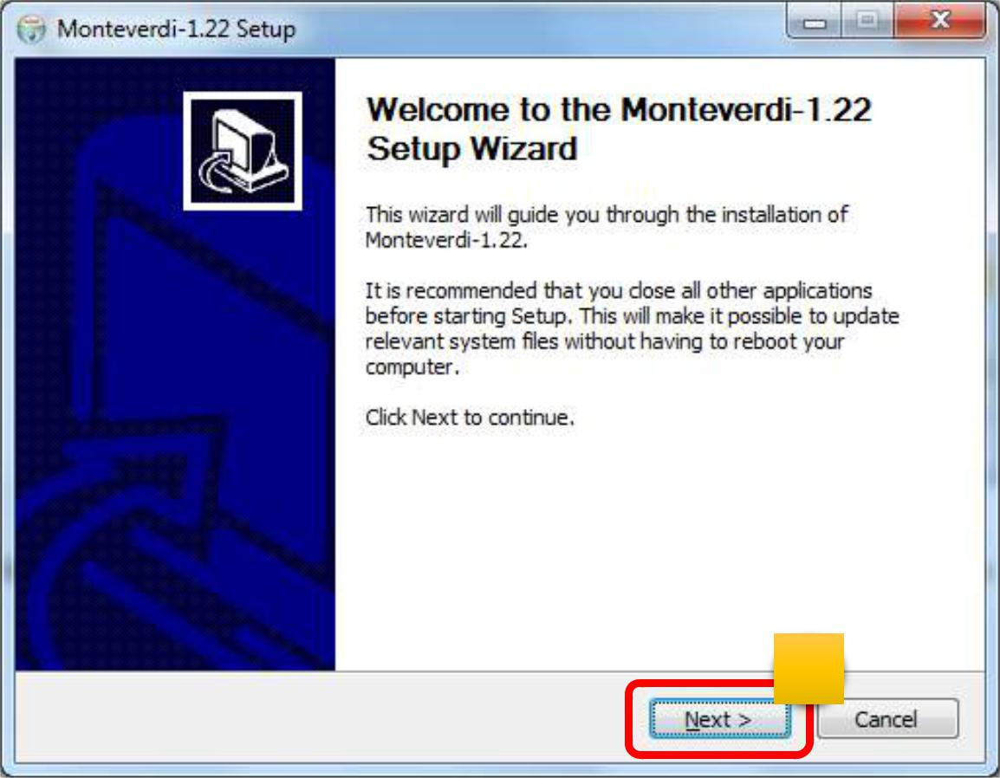 Monteverdi-1.22 Setup
Welcome to the Monteverdi-1.22
Setup Wizard
This wizard will guide you through the installation of
Monteverdi-1.22.
It is recommended that you close all other applications
before starting Setup. This will make it possible to update
relevant system files without having to reboot your
computer.
Click Next to continue.
Next >
Cancel